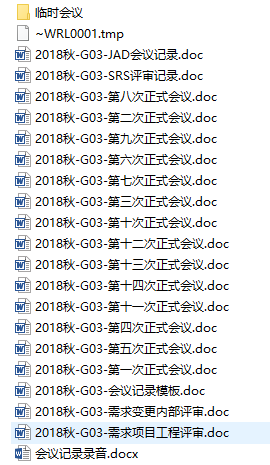 临时会议
~WRL0001.tmp
2018秋-G03-JAD会议记录.doc
2018秋-G03-SRS评审记录.doc
2018秋-G03-第八次正式会议.doc
2018秋-G03-第二次正式会议.doc
2018秋-G03-第九次正式会议.doc
2018秋-G03-第六次正式会议.doc
2018秋-G03-第七次正式会议.doc
2018秋-G03-第三次正式会议.doc
2018秋-G03-第十次正式会议.doc
2018秋-G03-第十二次正式会议.doc
2018秋-G03-第十三次正式会议.doc
2018秋-G03-第十四次正式会议.doc
2018秋-G03-第十一次正式会议.doc
2018秋-G03-第四次正式会议.doc
2018秋-G03-第五次正式会议.doc
2018秋-G03-第一次正式会议.doc
2018秋-G03-会议记录模板.doc
2018秋-G03-需求变更内部评审.doc
2018秋-G03-需求项目工程评审.doc
会议记录录音.docx